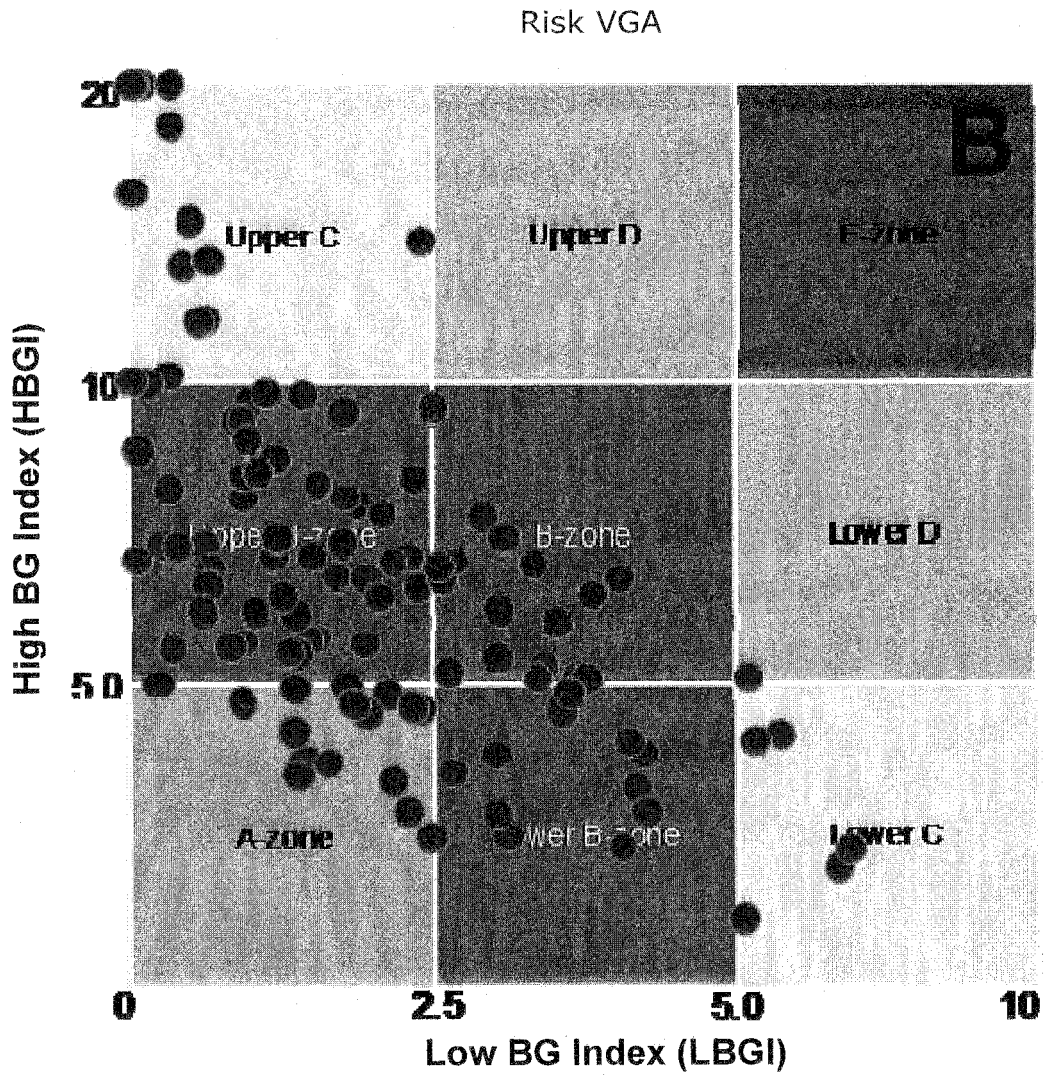 Risk VGA
20
B
Upper C
Upper D
E-zone
High BG Index (HBGI)
10
B-zone
Lower D
5.0
A-zone
Lower C
0
2.5
5.0
10
Low BG Index (LBGI)